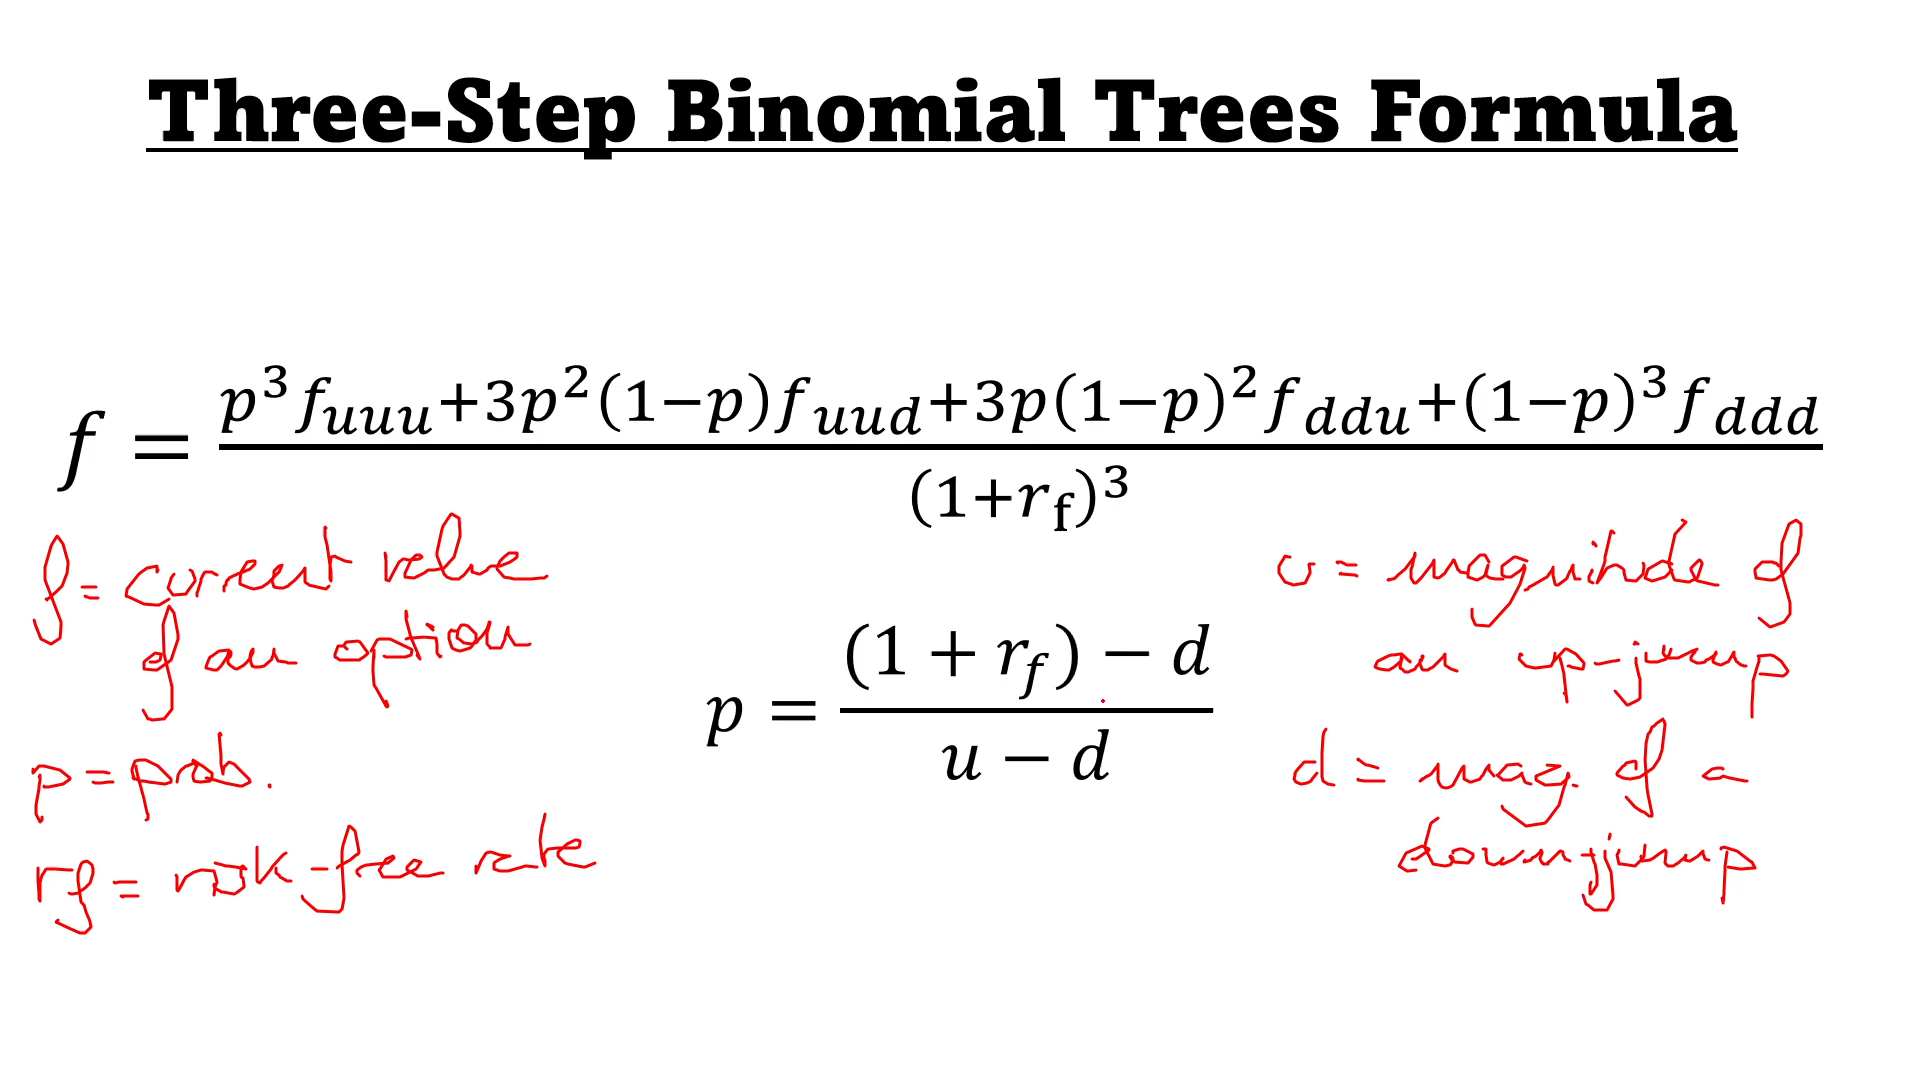 Three-Step Binomial Trees Formula
f = (p³f_uuu+3p²(1−p)f_uud+3p(1−p)²f_ddu+(1−p)³f_ddd) / (1+r_f)³
f = current value
of an option
p = prob.
rf = risk-free rate
p = ((1 + r_f) − d) / (u − d)
u = magnitude of
an up-jump
d = mag. of a
down-jump